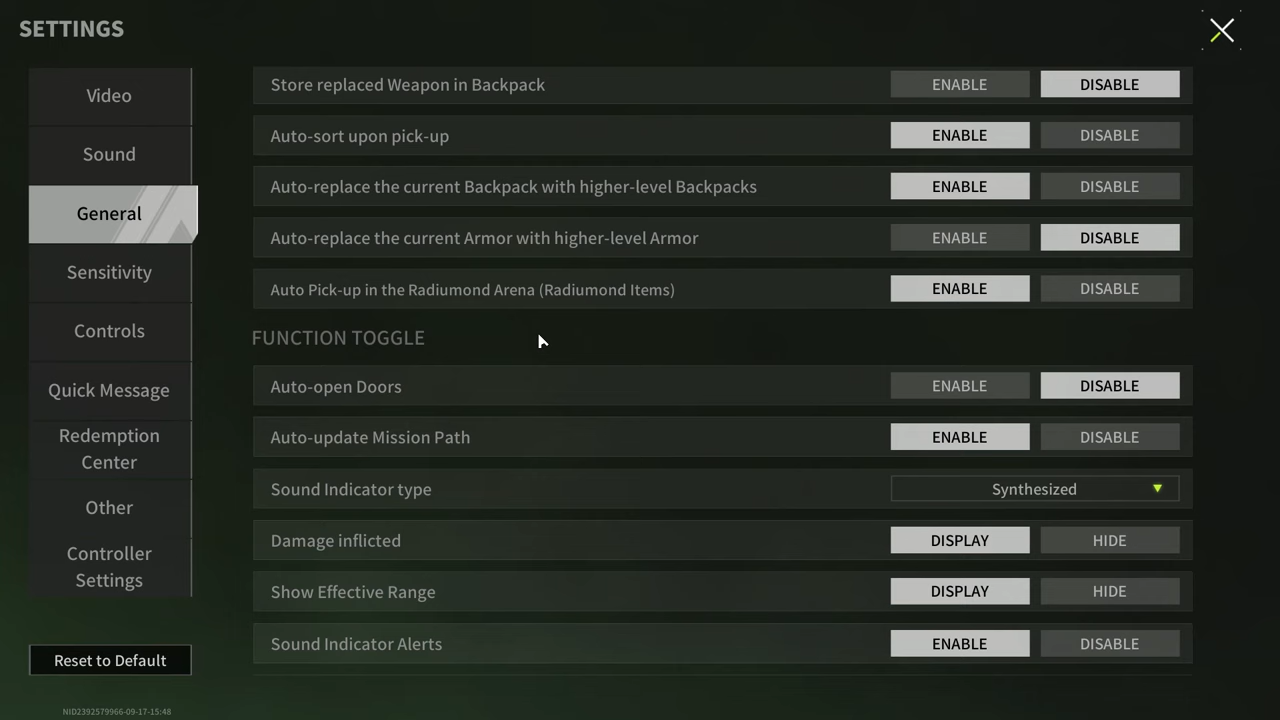 SETTINGS
Video
Sound
General
Sensitivity
Controls
Quick Message
Redemption
Center
Other
Controller
Settings
Reset to Default
NID2392579966-09-17-15:48
Store replaced Weapon in Backpack ENABLE DISABLE
Auto-sort upon pick-up ENABLE DISABLE
Auto-replace the current Backpack with higher-level Backpacks ENABLE DISABLE
Auto-replace the current Armor with higher-level Armor ENABLE DISABLE
Auto Pick-up in the Radiumond Arena (Radiumond Items) ENABLE DISABLE
FUNCTION TOGGLE
Auto-open Doors ENABLE DISABLE
Auto-update Mission Path ENABLE DISABLE
Sound Indicator type Synthesized
Damage inflicted DISPLAY HIDE
Show Effective Range DISPLAY HIDE
Sound Indicator Alerts ENABLE DISABLE